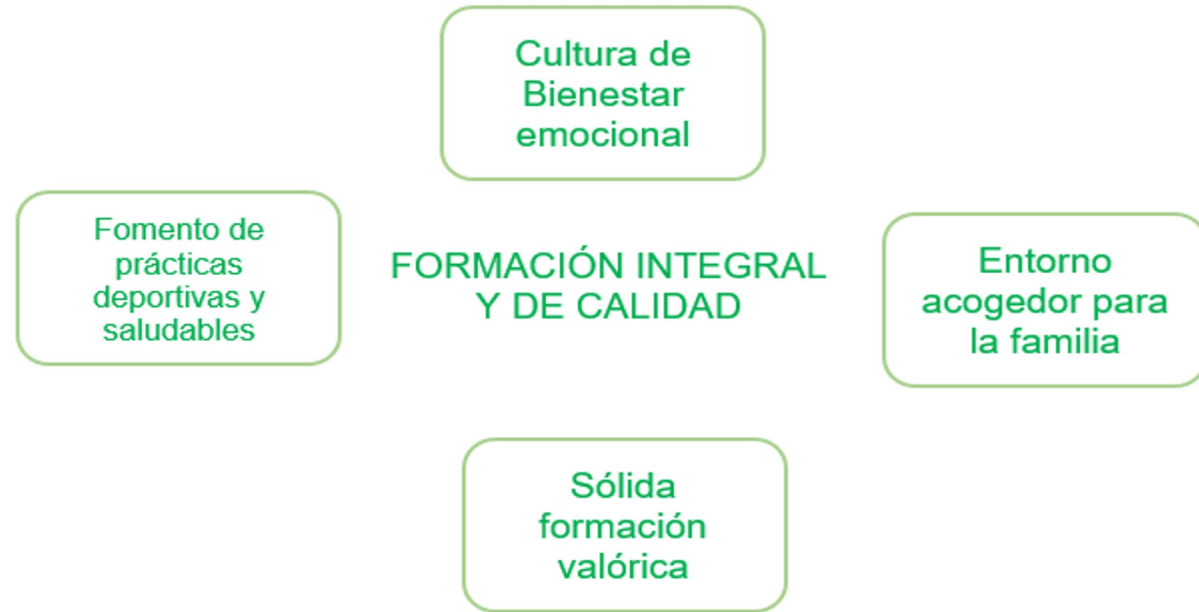 Cultura de
Bienestar
emocional
Fomento de
prácticas
deportivas y
saludables
FORMACIÓN INTEGRAL
Y DE CALIDAD
Entorno
acogedor para
la familia
Sólida
formación
valórica